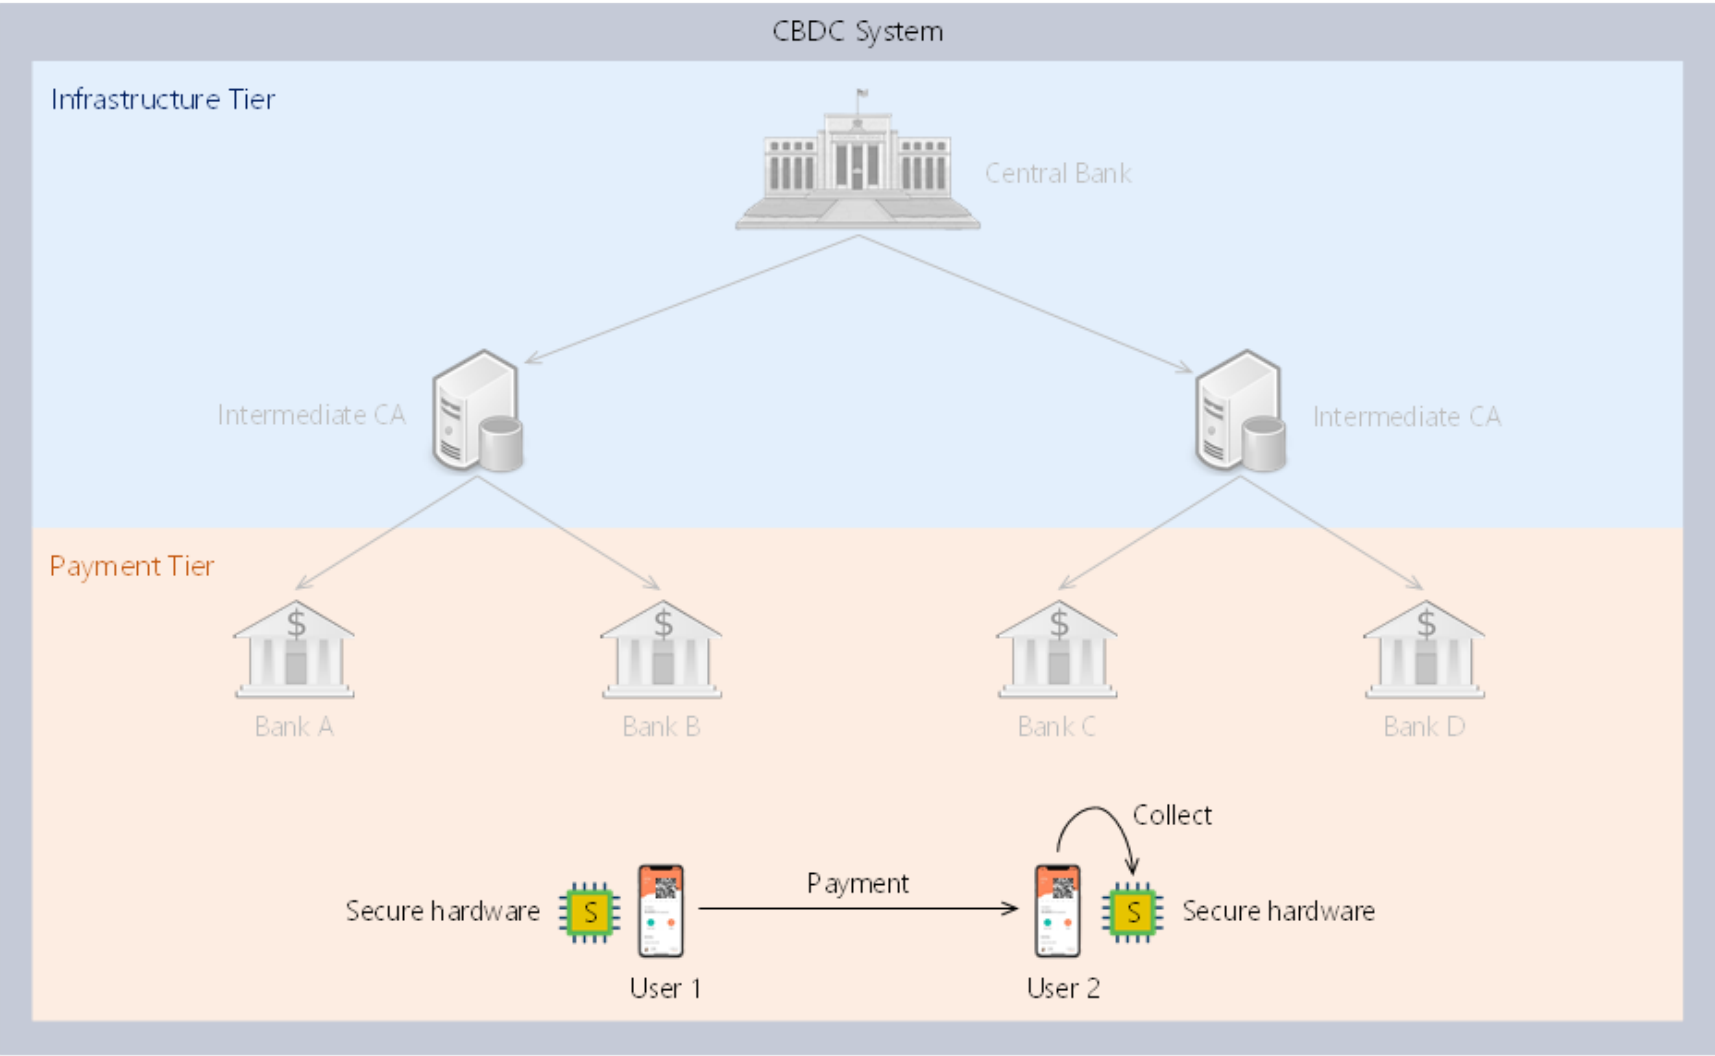 CBDC System
Infrastructure Tier
Central Bank
Intermediate CA
Intermediate CA
Payment Tier
$
$
$
$
Bank A
Bank B
Bank C
Bank D
Collect
Payment
Secure hardware
S
S
Secure hardware
User 1
User 2